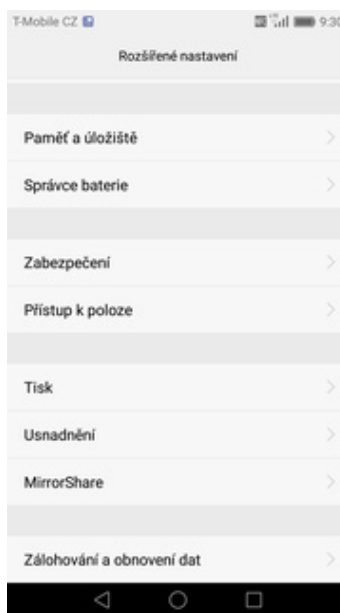 T-Mobile CZ 9:30
Rozšířené nastavení
Paměť a úložiště
Správce baterie
Zabezpečení
Přístup k poloze
Tisk
Usnadnění
MirrorShare
Zálohování a obnovení dat